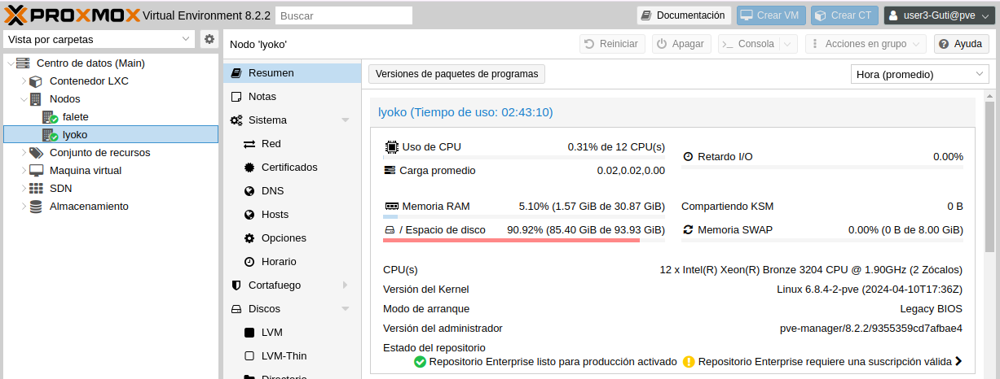 PROXMOX Virtual Environment 8.2.2 Buscar Documentación Crear VM Crear CT user3-Guti@pve
Vista por carpetas
Centro de datos (Main)
Contenedor LXC
Nodos
falete
lyoko
Conjunto de recursos
Maquina virtual
SDN
Almacenamiento
Nodo 'lyoko' Reiniciar Apagar Consola Acciones en grupo Ayuda
Resumen
Notas
Sistema
Red
Certificados
DNS
Hosts
Opciones
Horario
Cortafuego
Discos
LVM
LVM-Thin
Directorio
Versiones de paquetes de programas Hora (promedio)
lyoko (Tiempo de uso: 02:43:10)
Uso de CPU 0.31% de 12 CPU(s)
Carga promedio 0.02,0.02,0.00
Retardo I/O 0.00%
Memoria RAM 5.10% (1.57 GiB de 30.87 GiB)
Compartiendo KSM 0 B
/ Espacio de disco 90.92% (85.40 GiB de 93.93 GiB)
Memoria SWAP 0.00% (0 B de 8.00 GiB)
CPU(s) 12 x Intel(R) Xeon(R) Bronze 3204 CPU @ 1.90GHz (2 Zócalos)
Versión del Kernel Linux 6.8.4-2-pve (2024-04-10T17:36Z)
Modo de arranque Legacy BIOS
Versión del administrador pve-manager/8.2.2/9355359cd7afbae4
Estado del repositorio
Repositorio Enterprise listo para producción activado Repositorio Enterprise requiere una suscripción válida